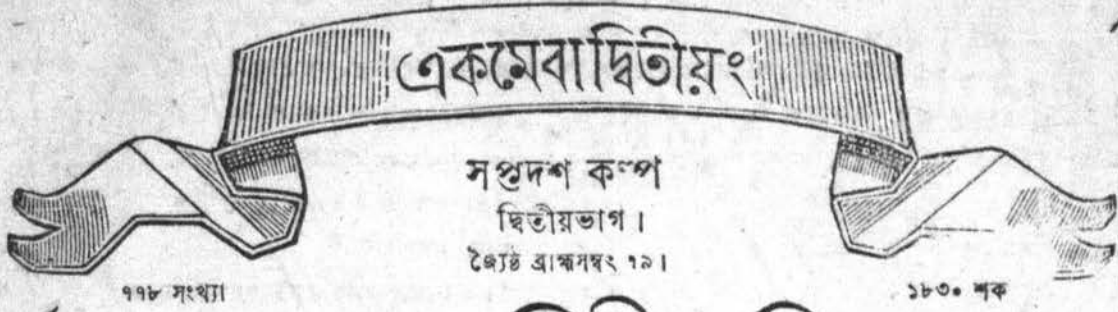 একমেবাদ্বিতীয়ং
সপ্তদশ কল্প
দ্বিতীয়ভাগ।
জ্যৈষ্ঠ ব্রাহ্মসম্বৎ ৭৯।
৭৭৮ সংখ্যা
১৮৩০ শক